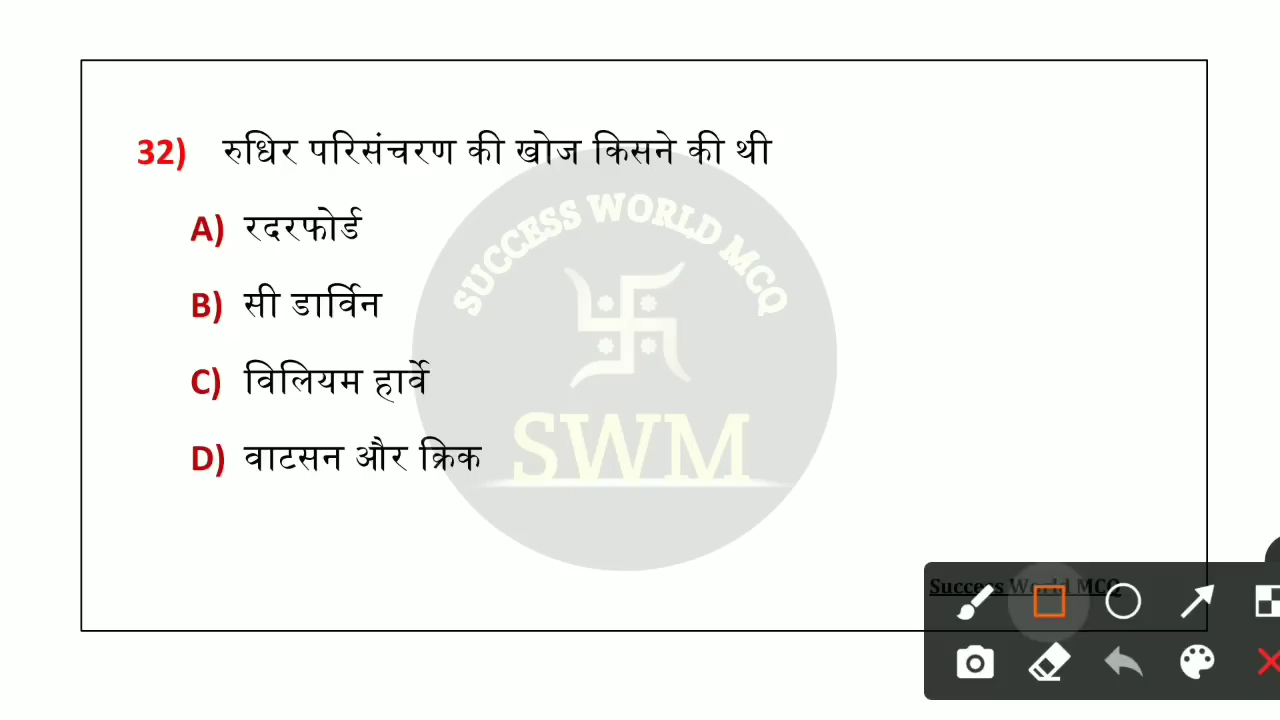 32) रुधिर परिसंचरण की खोज किसने की थी
A) रदरफोर्ड
B) सी डार्विन
C) विलियम हार्वे
D) वाटसन और क्रिक
SUCCESS WORLD MCQ
SWM
Success World MCQ